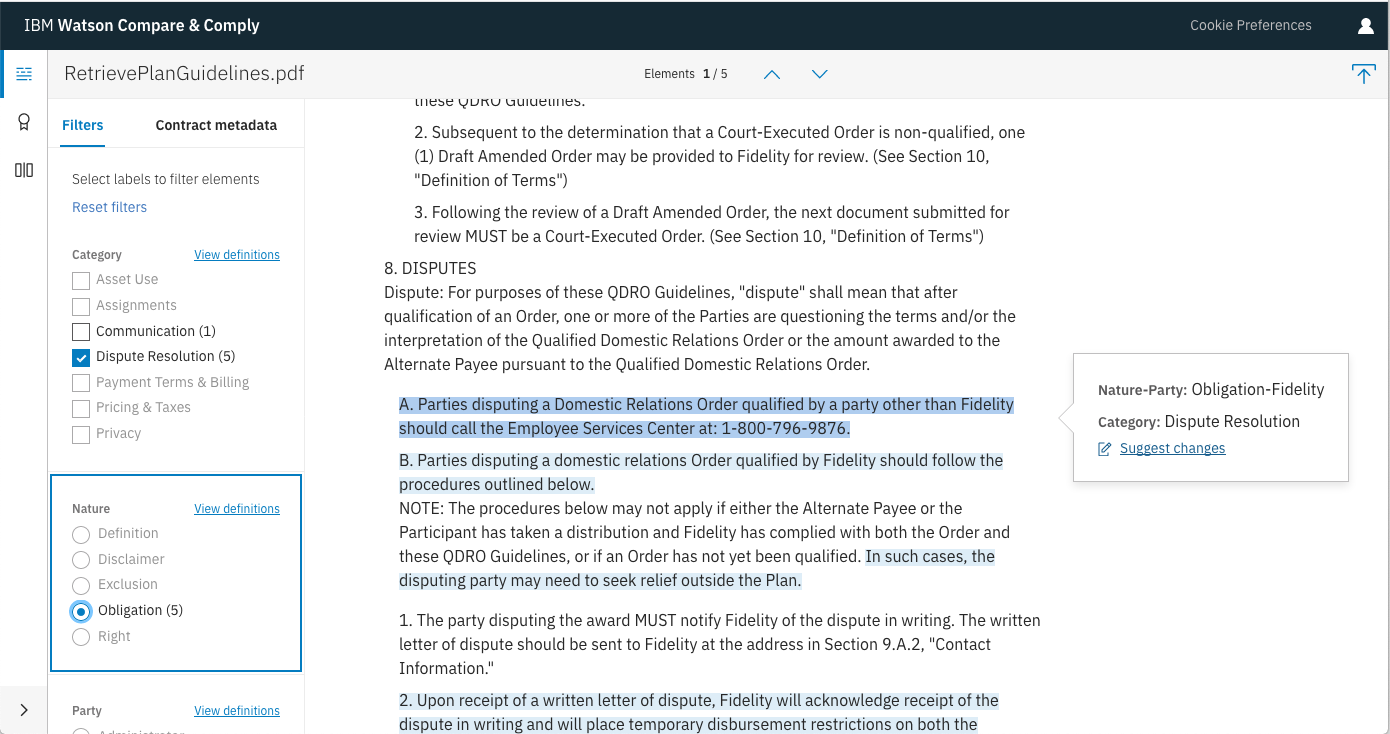 IBM Watson Compare & Comply
Cookie Preferences
RetrievePlanGuidelines.pdf
Elements 1 / 5
Filters
Contract metadata
Select labels to filter elements
Reset filters
Category
View definitions
Asset Use
Assignments
Communication (1)
Dispute Resolution (5)
Payment Terms & Billing
Pricing & Taxes
Privacy
Nature
View definitions
Definition
Disclaimer
Exclusion
Obligation (5)
Right
Party
View definitions
Administrator
these QDRO Guidelines.
2. Subsequent to the determination that a Court-Executed Order is non-qualified, one
(1) Draft Amended Order may be provided to Fidelity for review. (See Section 10,
"Definition of Terms")
3. Following the review of a Draft Amended Order, the next document submitted for
review MUST be a Court-Executed Order. (See Section 10, "Definition of Terms")
8. DISPUTES
Dispute: For purposes of these QDRO Guidelines, "dispute" shall mean that after
qualification of an Order, one or more of the Parties are questioning the terms and/or the
interpretation of the Qualified Domestic Relations Order or the amount awarded to the
Alternate Payee pursuant to the Qualified Domestic Relations Order.
A. Parties disputing a Domestic Relations Order qualified by a party other than Fidelity
should call the Employee Services Center at: 1-800-796-9876.
B. Parties disputing a domestic relations Order qualified by Fidelity should follow the
procedures outlined below.
NOTE: The procedures below may not apply if either the Alternate Payee or the
Participant has taken a distribution and Fidelity has complied with both the Order and
these QDRO Guidelines, or if an Order has not yet been qualified. In such cases, the
disputing party may need to seek relief outside the Plan.
1. The party disputing the award MUST notify Fidelity of the dispute in writing. The written
letter of dispute should be sent to Fidelity at the address in Section 9.A.2, "Contact
Information."
2. Upon receipt of a written letter of dispute, Fidelity will acknowledge receipt of the
dispute in writing and will place temporary disbursement restrictions on both the
Nature-Party: Obligation-Fidelity
Category: Dispute Resolution
Suggest changes